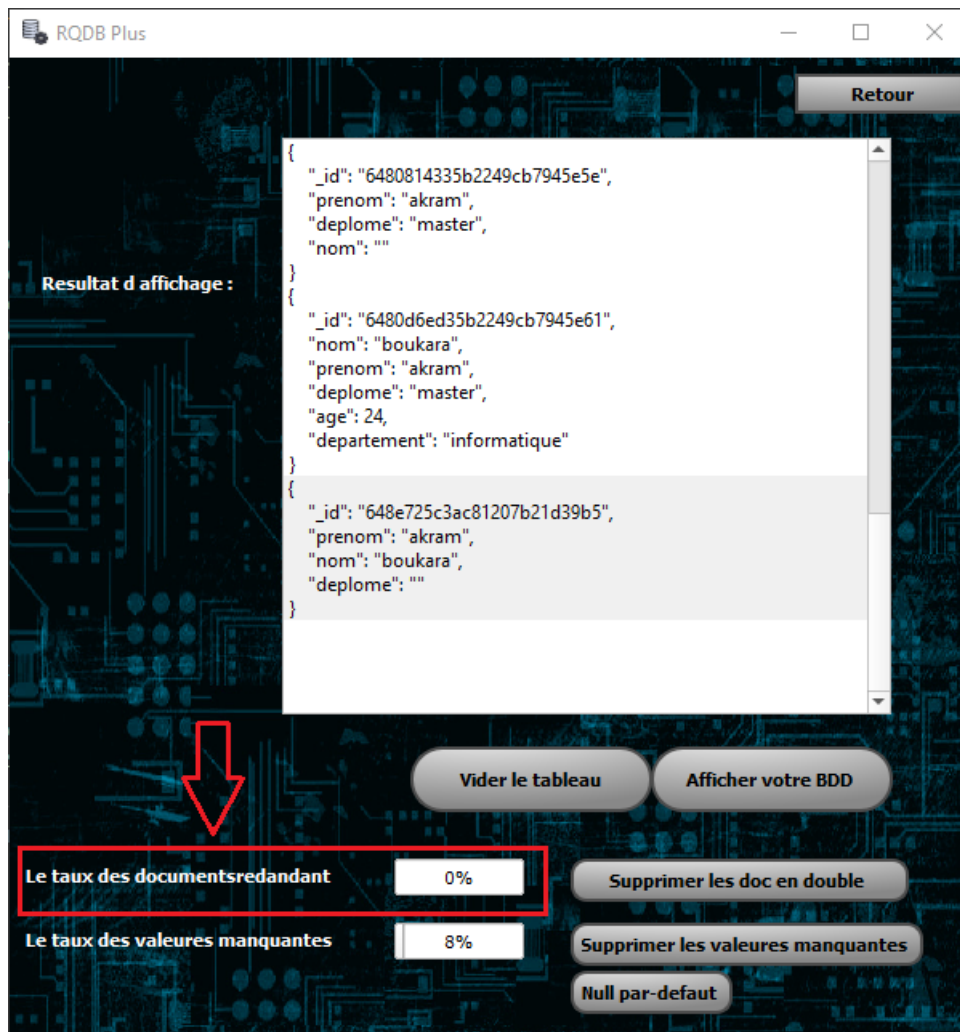 RQDB Plus
Retour
{
"_id": "6480814335b2249cb7945e5e",
"prenom": "akram",
"deplome": "master",
"nom": ""
}
Resultat d affichage :
{
"_id": "6480d6ed35b2249cb7945e61",
"nom": "boukara",
"prenom": "akram",
"deplome": "master",
"age": 24,
"departement": "informatique"
}
{
"_id": "648e725c3ac81207b21d39b5",
"prenom": "akram",
"nom": "boukara",
"deplome": ""
}
Vider le tableau
Afficher votre BDD
Le taux des documentsredandant
0%
Supprimer les doc en double
Le taux des valeures manquantes
8%
Supprimer les valeures manquantes
Null par-defaut